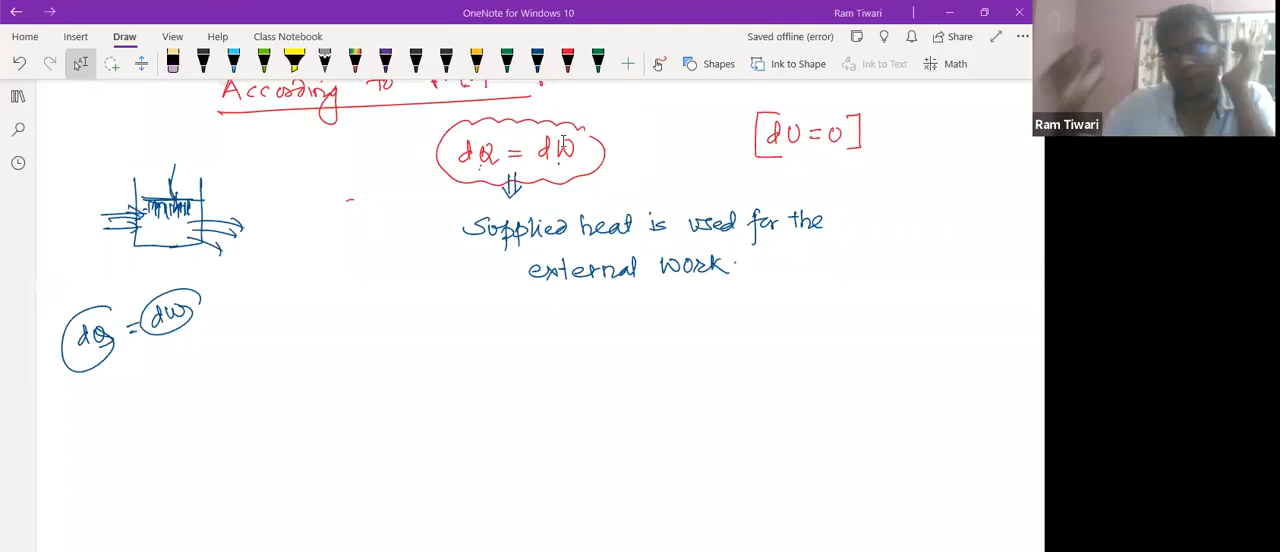 OneNote for Windows 10
Ram Tiwari
Home Insert Draw View Help Class Notebook
Saved offline (error) Share
Shapes Ink to Shape Ink to Text Math
According to
dQ = dW
[dU = 0]
Supplied heat is used for the
external work.
dQ = dW
Ram Tiwari